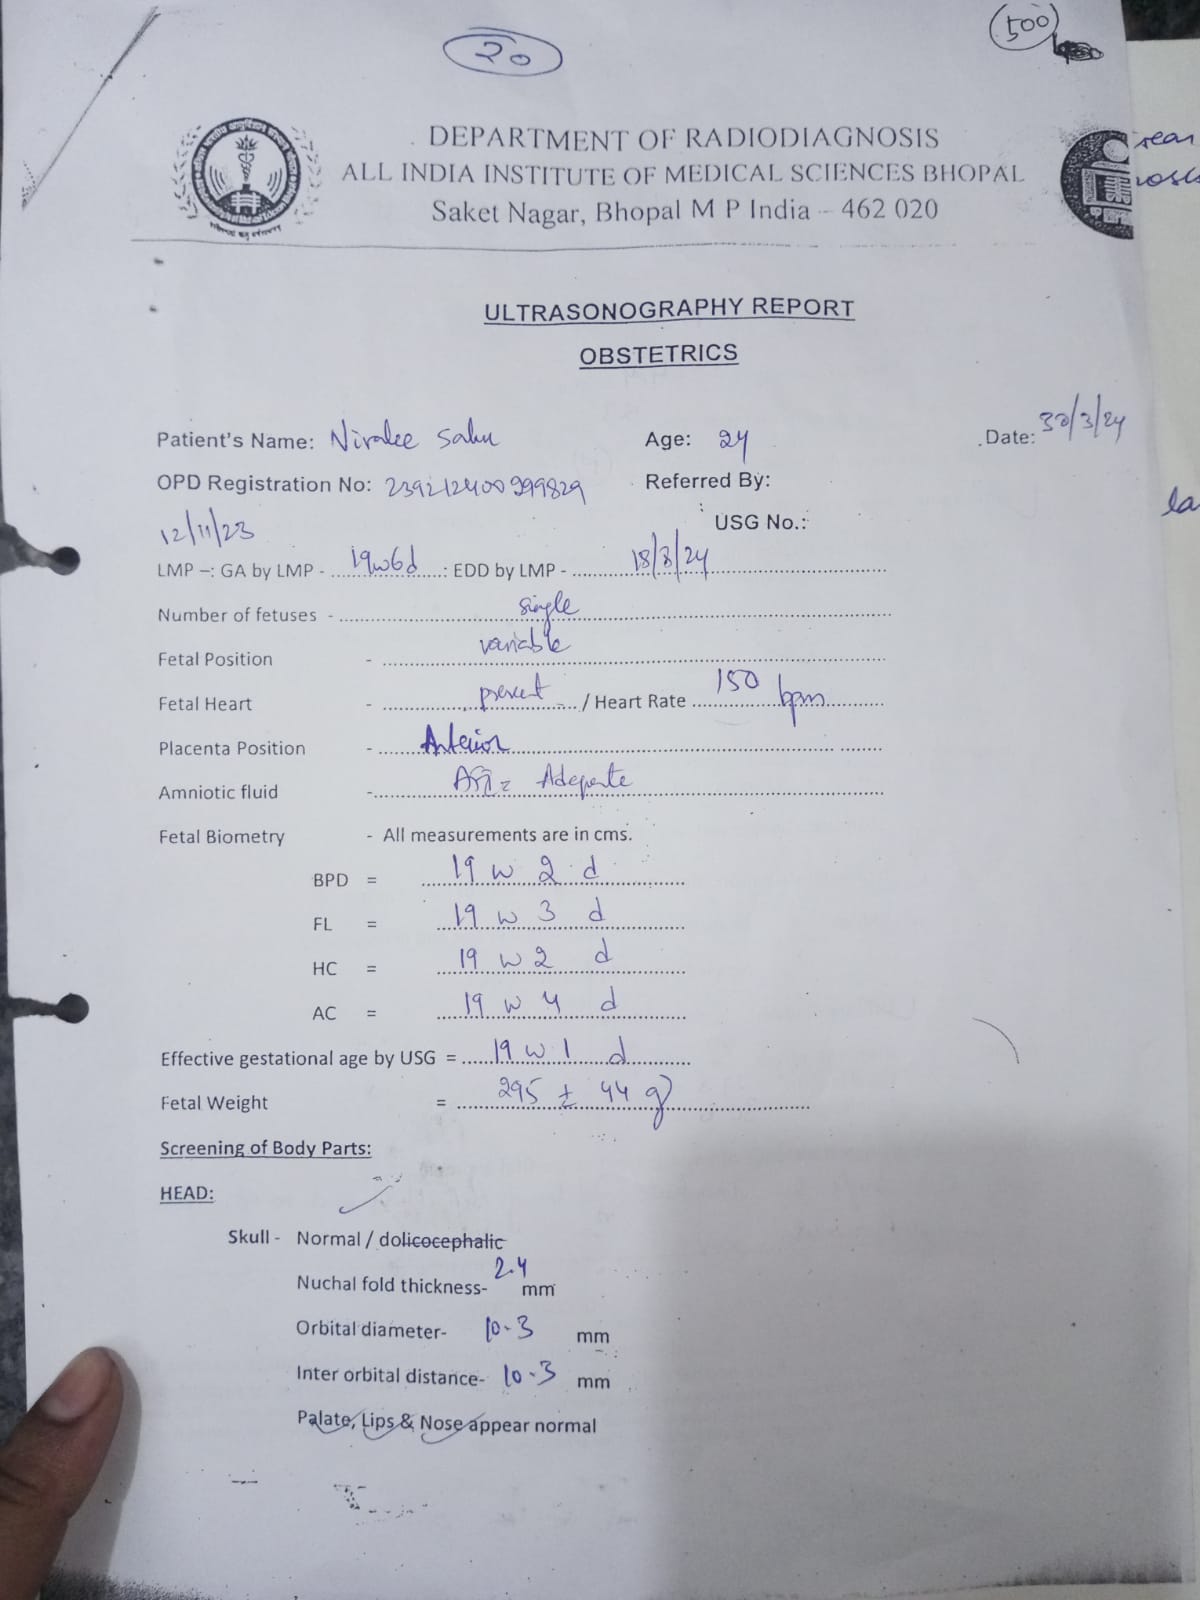 20
500
DEPARTMENT OF RADIODIAGNOSIS
ALL INDIA INSTITUTE OF MEDICAL SCIENCES BHOPAL
Saket Nagar, Bhopal M P India - 462 020
ULTRASONOGRAPHY REPORT
OBSTETRICS
Patient's Name: Niralee Sahu Age: 24 Date: 30/3/24
OPD Registration No: Referred By:
12/11/23 USG No.:
LMP –: GA by LMP - 19w6d : EDD by LMP - 18/8/24
Number of fetuses - single
Fetal Position - variable
Fetal Heart - present / Heart Rate 150 bpm
Placenta Position - Anterior
Amniotic fluid - AFI = Adequate
Fetal Biometry - All measurements are in cms.
BPD = 19 w 2 d
FL = 19 w 3 d
HC = 19 w 2 d
AC = 19 w 4 d
Effective gestational age by USG = 19 w 1 d
Fetal Weight = 295 ± 44 g
Screening of Body Parts:
HEAD:
Skull - Normal / dolicocephalic
Nuchal fold thickness- 2.4 mm
Orbital diameter- 10.3 mm
Inter orbital distance- 10.3 mm
Palate, Lips & Nose appear normal